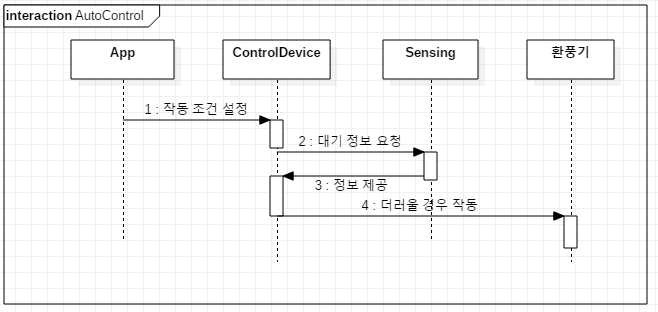 interaction AutoControl
App
ControlDevice
Sensing
환풍기
1 : 작동 조건 설정
2 : 대기 정보 요청
3 : 정보 제공
4 : 더러울 경우 작동